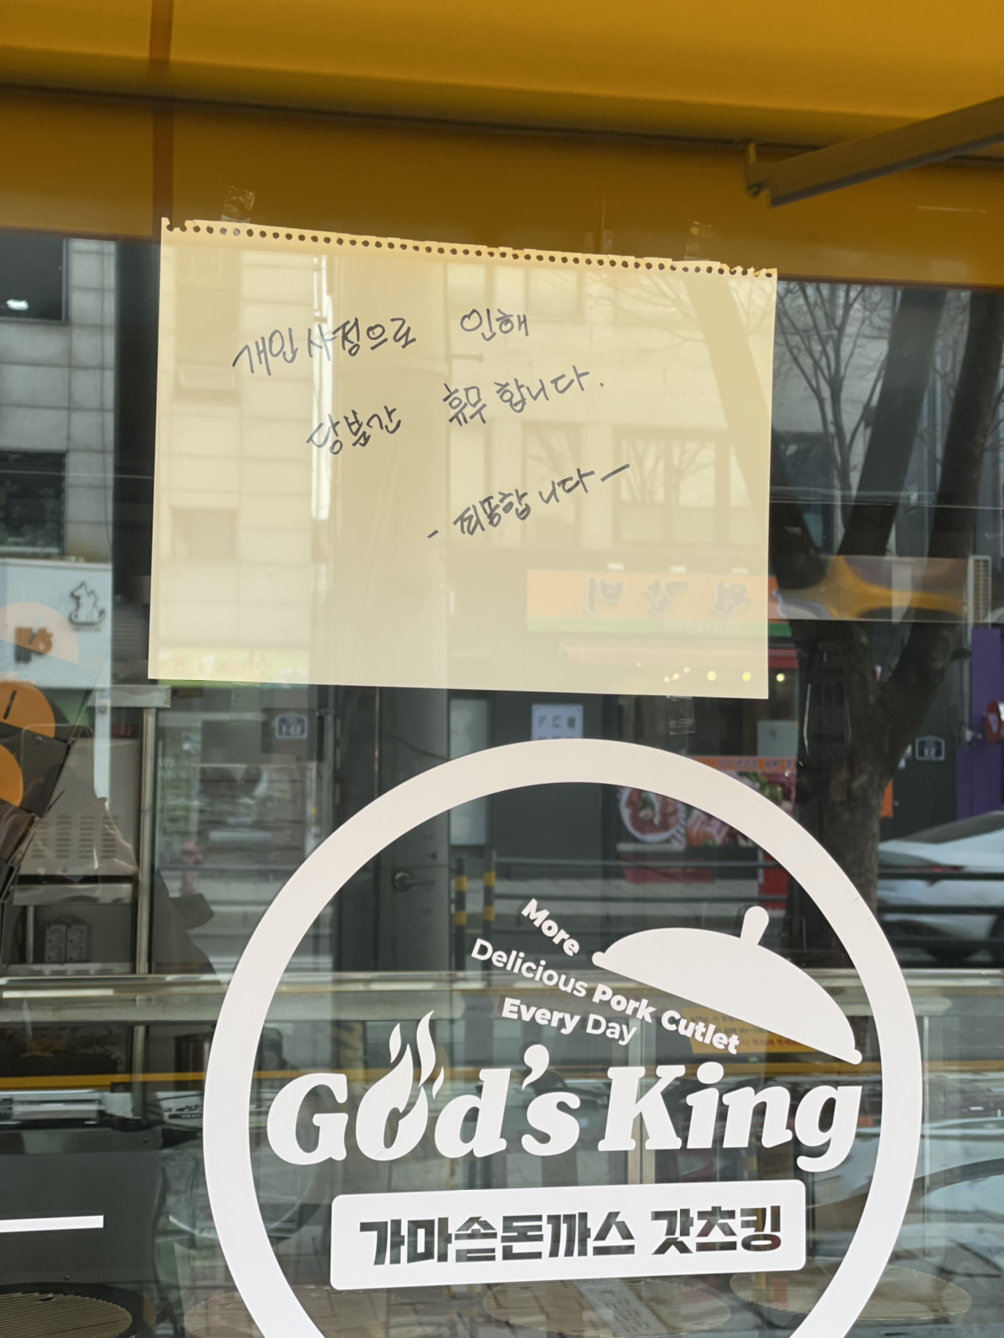 개인사정으로 인해
당분간 휴무 합니다.
- 죄송합니다 -
More
Delicious Pork Cutlet
Every Day
God's King
가마솥돈까스 갓츠킹